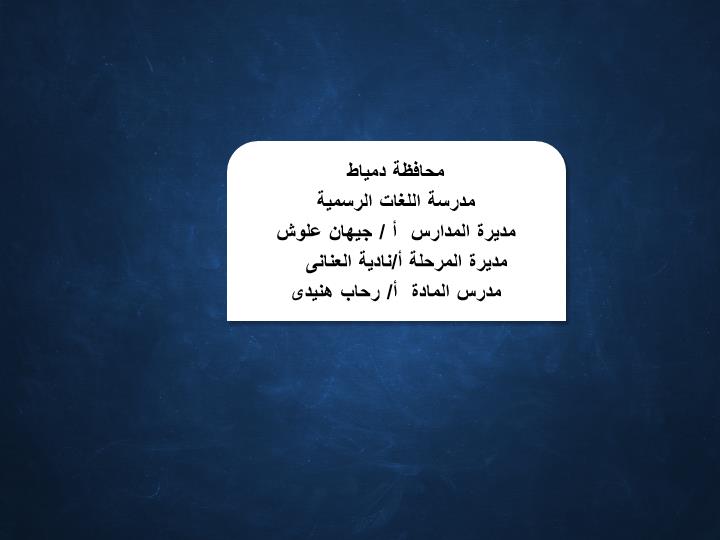 محافظة دمياط
مدرسة اللغات الرسمية
مديرة المدارس أ / جيهان علوش
مديرة المرحلة أ/نادية العنانى
مدرس المادة أ/ رحاب هنيدى